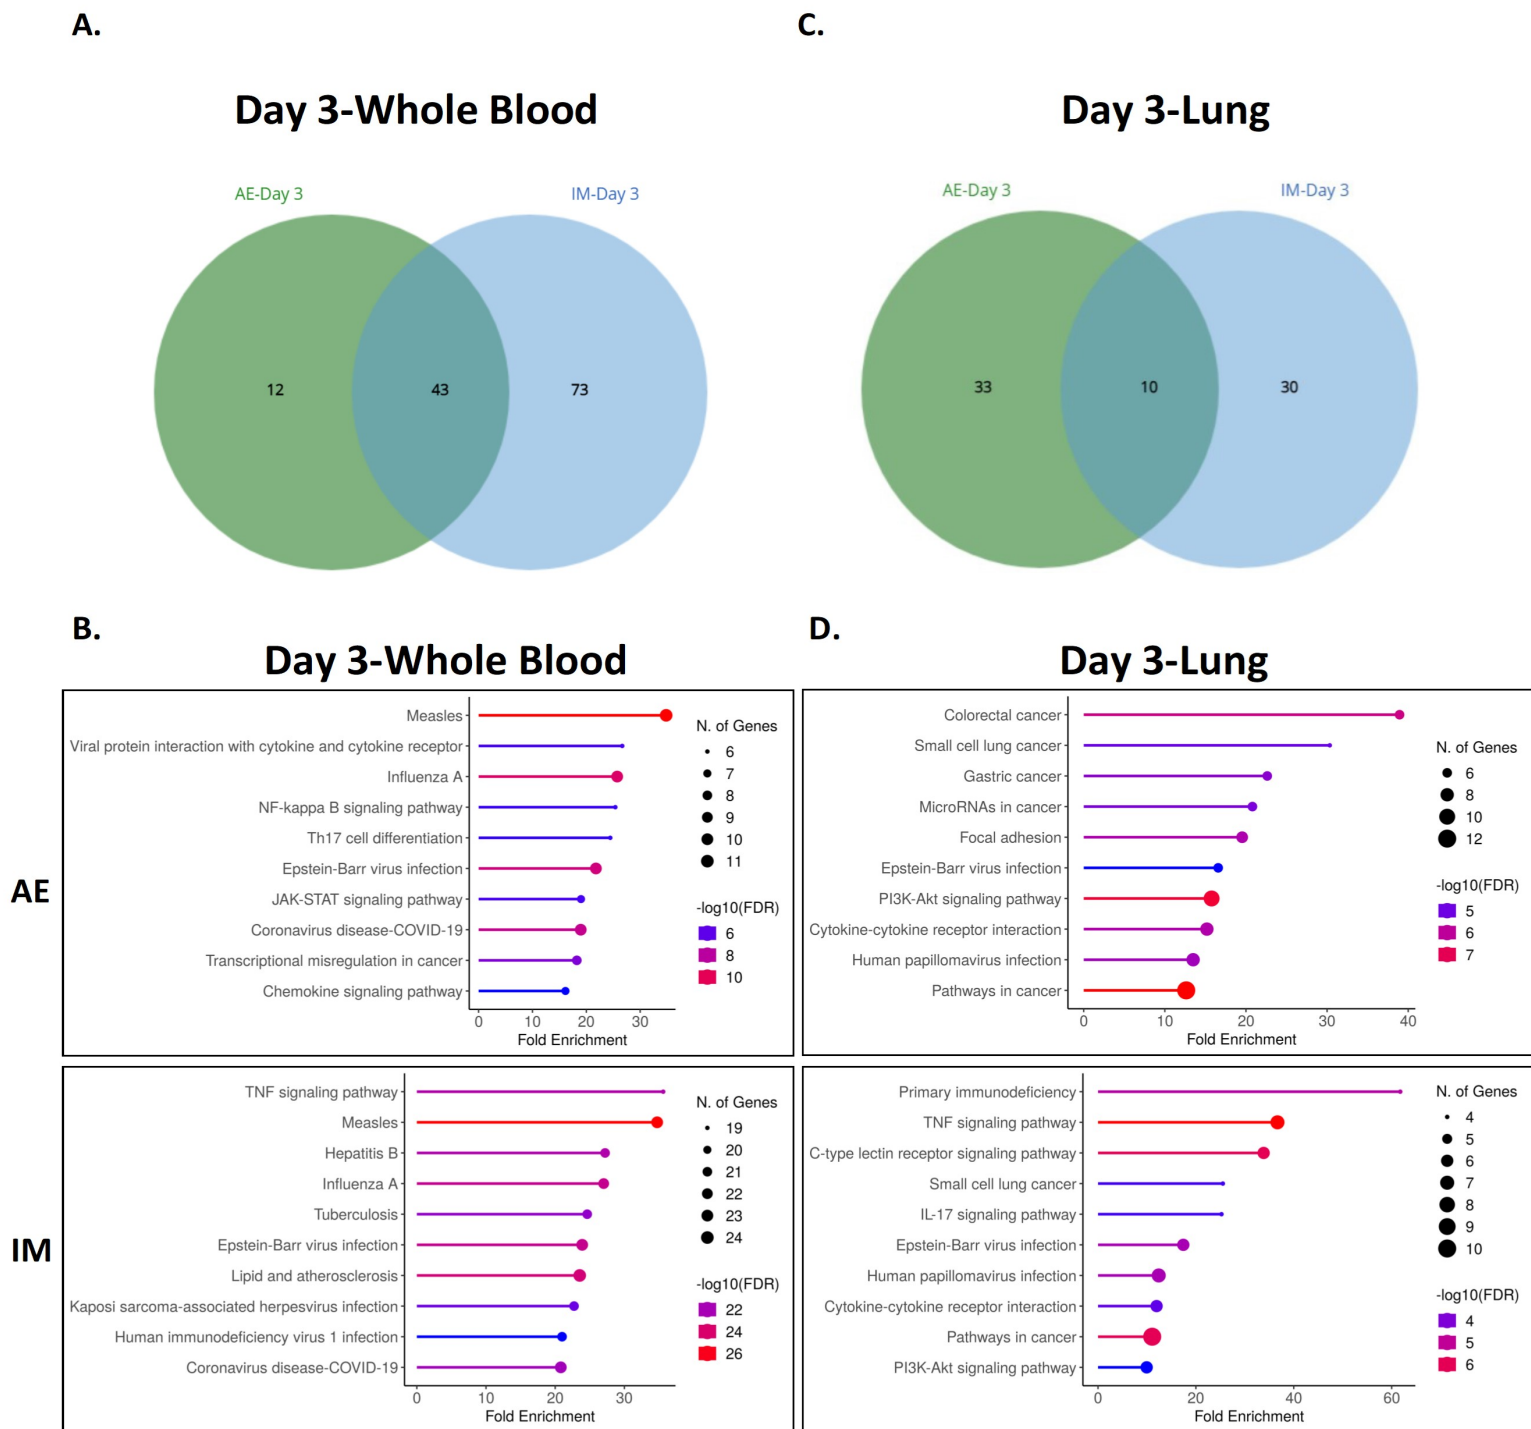 A.
Day 3-Whole Blood
AE-Day 3
IM-Day 3
12
43
73
C.
Day 3-Lung
AE-Day 3
IM-Day 3
33
10
30
B.
Day 3-Whole Blood
AE
Measles
Viral protein interaction with cytokine and cytokine receptor
Influenza A
NF-kappa B signaling pathway
Th17 cell differentiation
Epstein-Barr virus infection
JAK-STAT signaling pathway
Coronavirus disease-COVID-19
Transcriptional misregulation in cancer
Chemokine signaling pathway
0 10 20 30
Fold Enrichment
N. of Genes
6
7
8
9
10
11
-log10(FDR)
6
8
10
IM
TNF signaling pathway
Measles
Hepatitis B
Influenza A
Tuberculosis
Epstein-Barr virus infection
Lipid and atherosclerosis
Kaposi sarcoma-associated herpesvirus infection
Human immunodeficiency virus 1 infection
Coronavirus disease-COVID-19
0 10 20 30
Fold Enrichment
N. of Genes
19
20
21
22
23
24
-log10(FDR)
22
24
26
D.
Day 3-Lung
Colorectal cancer
Small cell lung cancer
Gastric cancer
MicroRNAs in cancer
Focal adhesion
Epstein-Barr virus infection
PI3K-Akt signaling pathway
Cytokine-cytokine receptor interaction
Human papillomavirus infection
Pathways in cancer
0 10 20 30 40
Fold Enrichment
N. of Genes
6
8
10
12
-log10(FDR)
5
6
7
Primary immunodeficiency
TNF signaling pathway
C-type lectin receptor signaling pathway
Small cell lung cancer
IL-17 signaling pathway
Epstein-Barr virus infection
Human papillomavirus infection
Cytokine-cytokine receptor interaction
Pathways in cancer
PI3K-Akt signaling pathway
0 20 40 60
Fold Enrichment
N. of Genes
4
5
6
7
8
9
10
-log10(FDR)
4
5
6